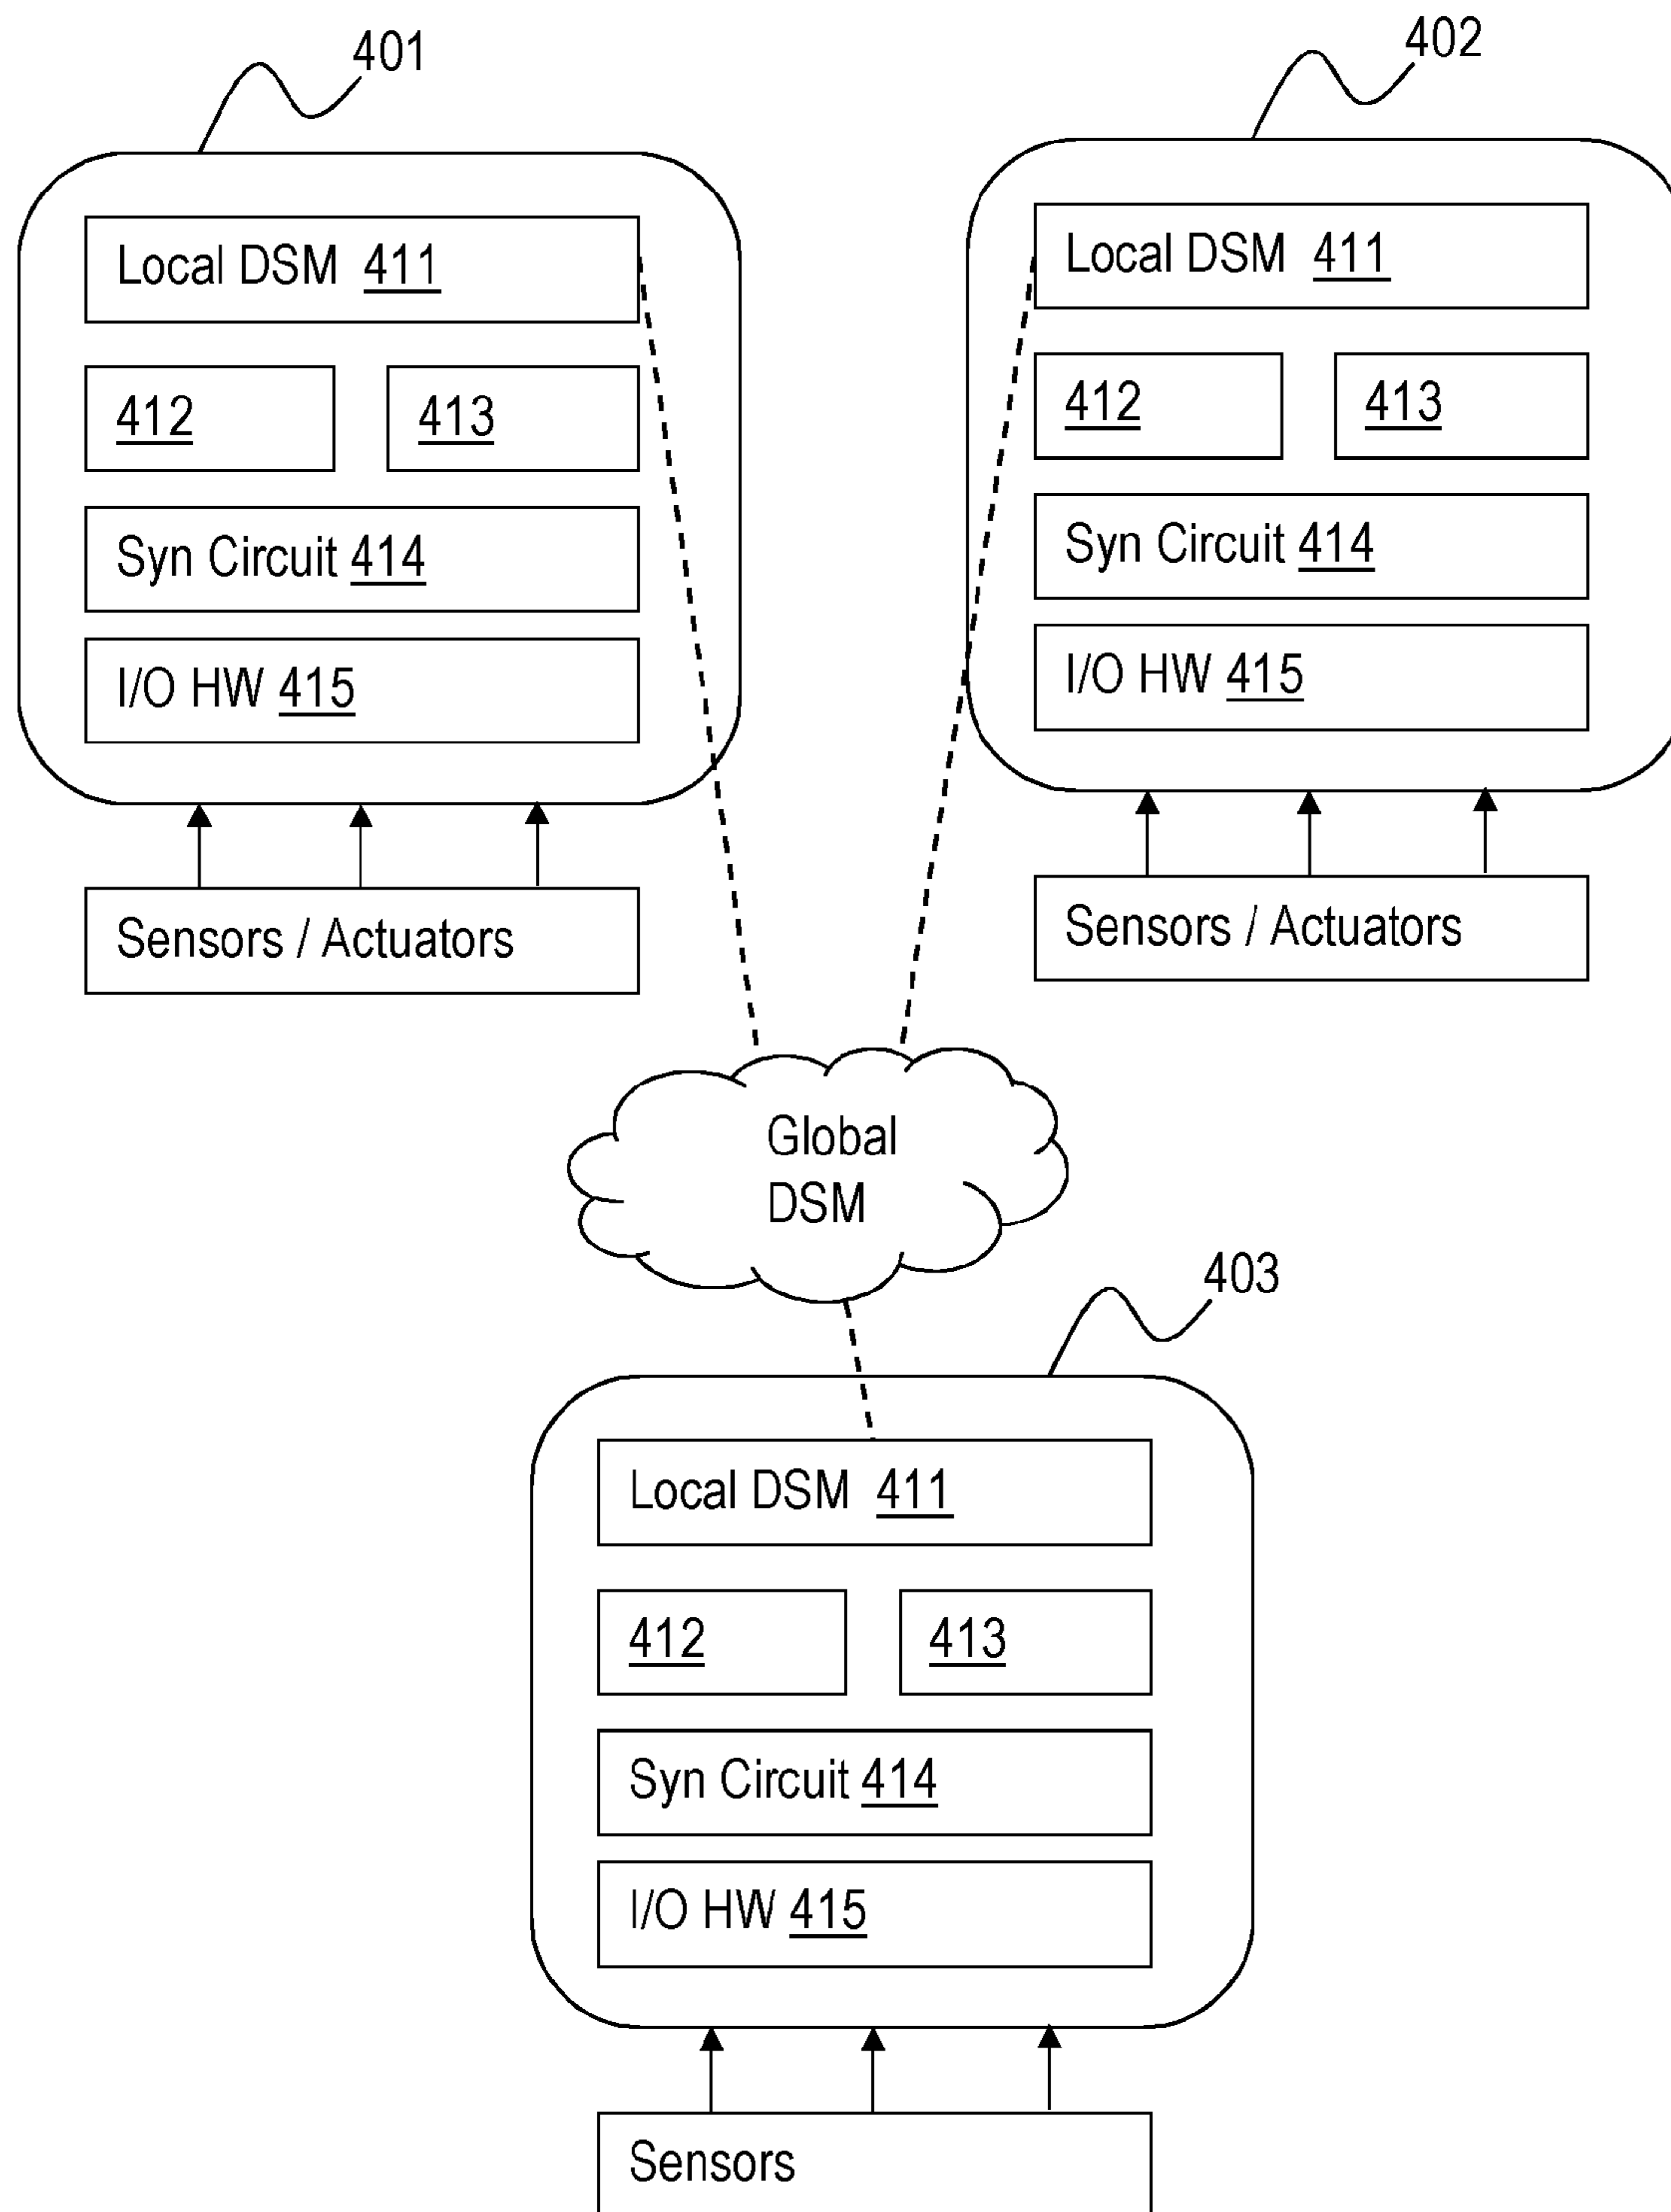 401
Local DSM 411
412
413
Syn Circuit 414
I/O HW 415
Sensors / Actuators
402
Local DSM 411
412
413
Syn Circuit 414
I/O HW 415
Sensors / Actuators
Global
DSM
403
Local DSM 411
412
413
Syn Circuit 414
I/O HW 415
Sensors